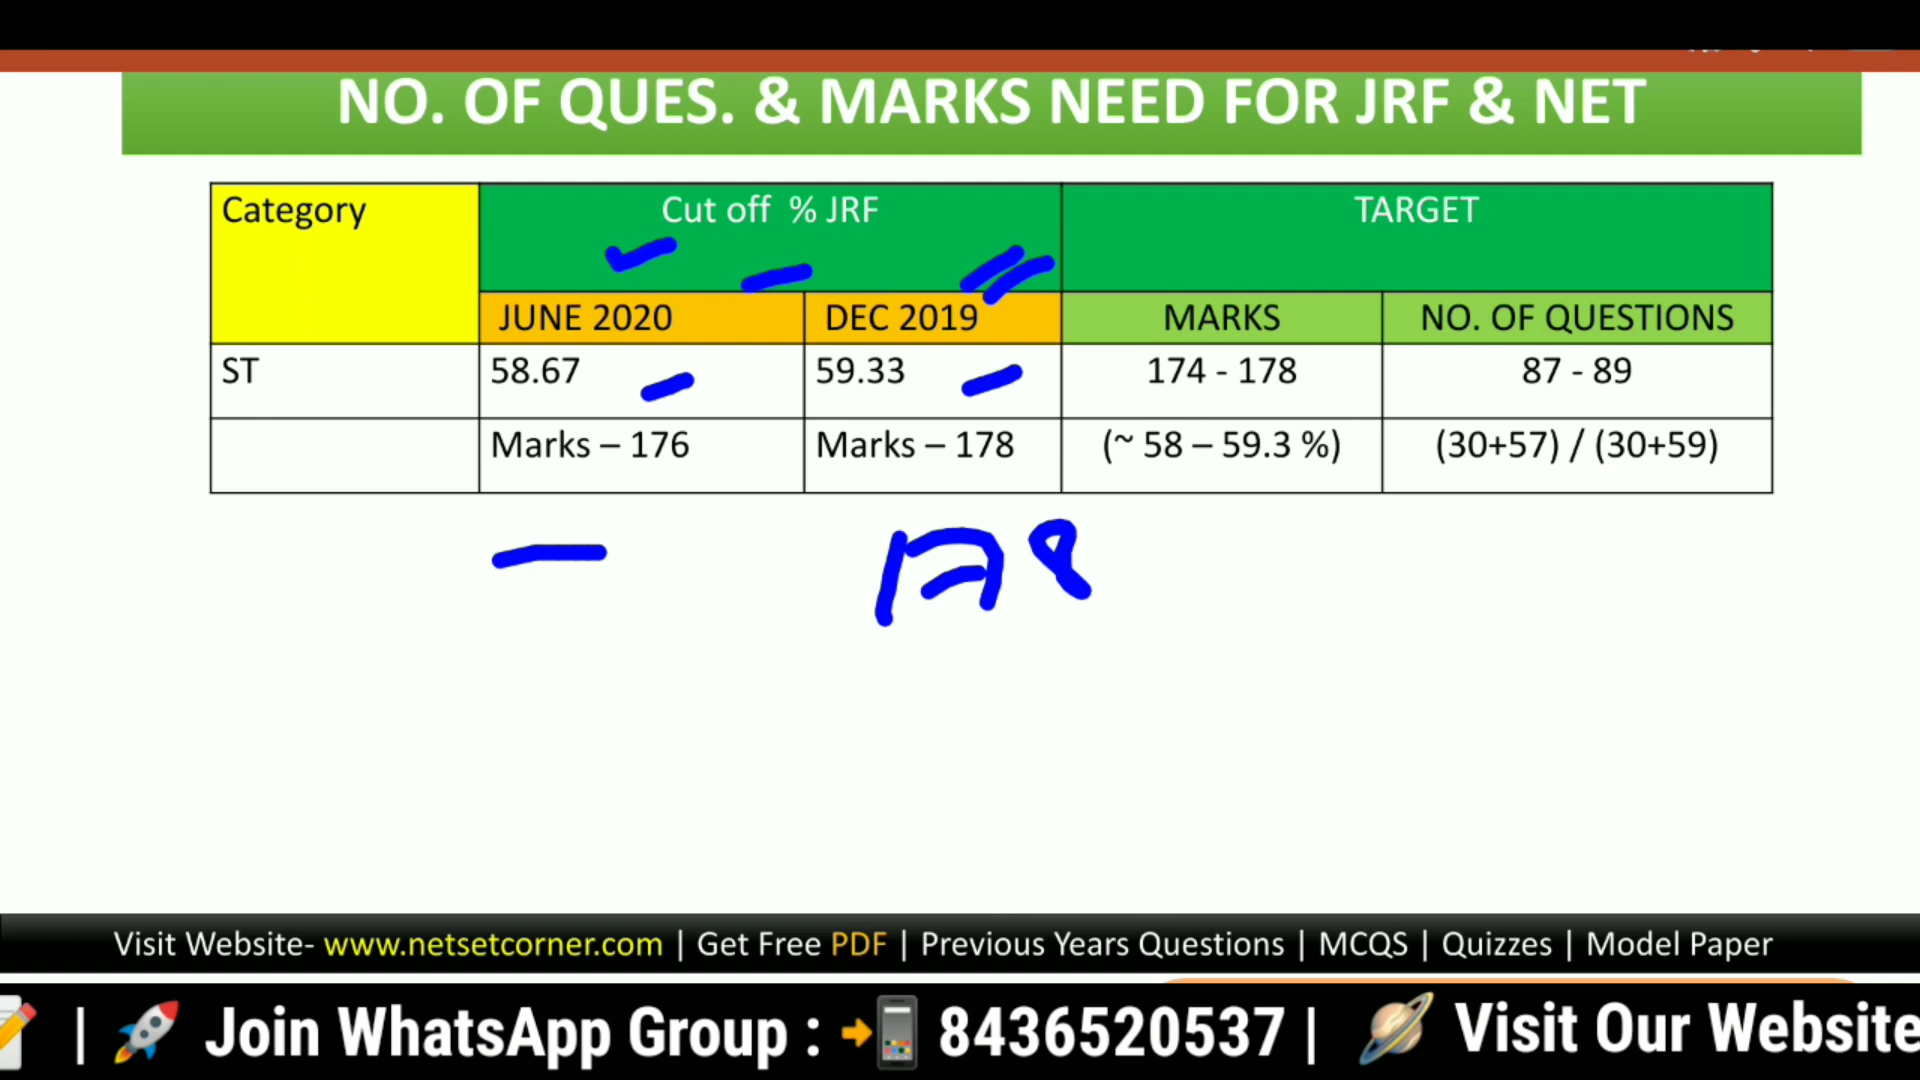 NO. OF QUES. & MARKS NEED FOR JRF & NET
Category
Cut off % JRF
TARGET
JUNE 2020
DEC 2019
MARKS
NO. OF QUESTIONS
ST
58.67
59.33
174 - 178
87 - 89
Marks – 176
Marks – 178
(~ 58 – 59.3 %)
(30+57) / (30+59)
178
Visit Website- www.netsetcorner.com | Get Free PDF | Previous Years Questions | MCQS | Quizzes | Model Paper
| 🚀 Join WhatsApp Group : 8436520537 | 🪐 Visit Our Website